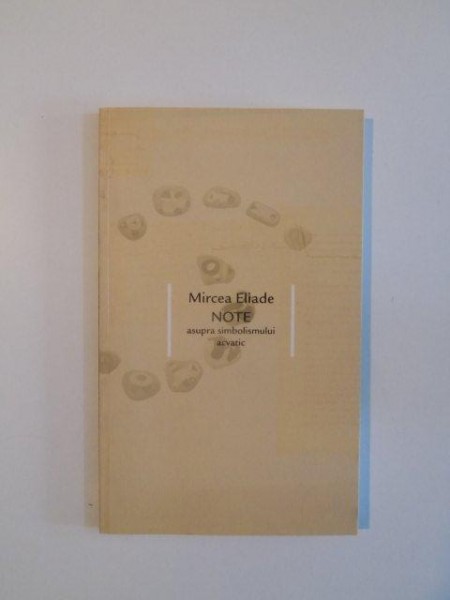 Mircea Eliade
NOTE
asupra simbolismului
acvatic